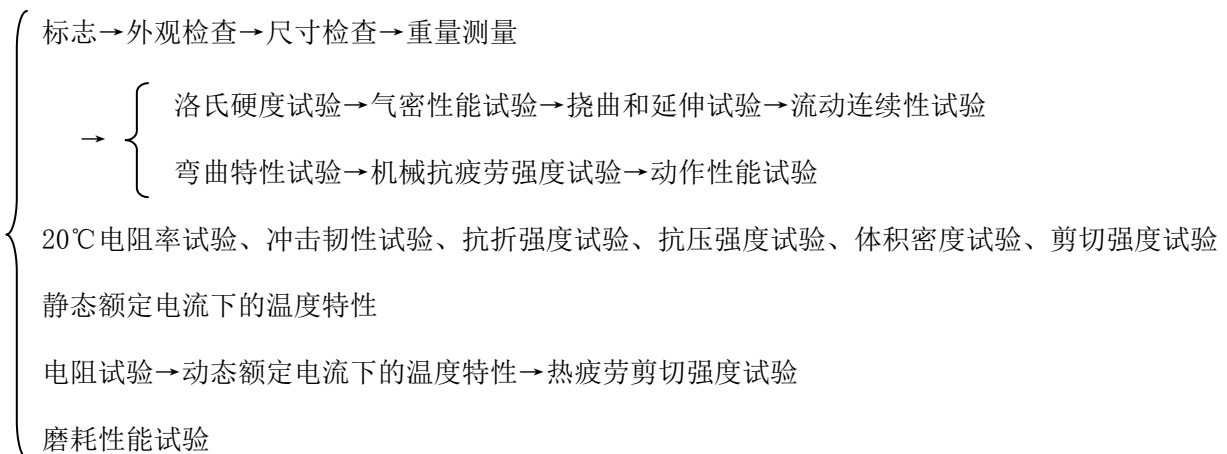 标志→外观检查→尺寸检查→重量测量
洛氏硬度试验→气密性能试验→挠曲和延伸试验→流动连续性试验
→
弯曲特性试验→机械抗疲劳强度试验→动作性能试验
20℃电阻率试验、冲击韧性试验、抗折强度试验、抗压强度试验、体积密度试验、剪切强度试验
静态额定电流下的温度特性
电阻试验→动态额定电流下的温度特性→热疲劳剪切强度试验
磨耗性能试验